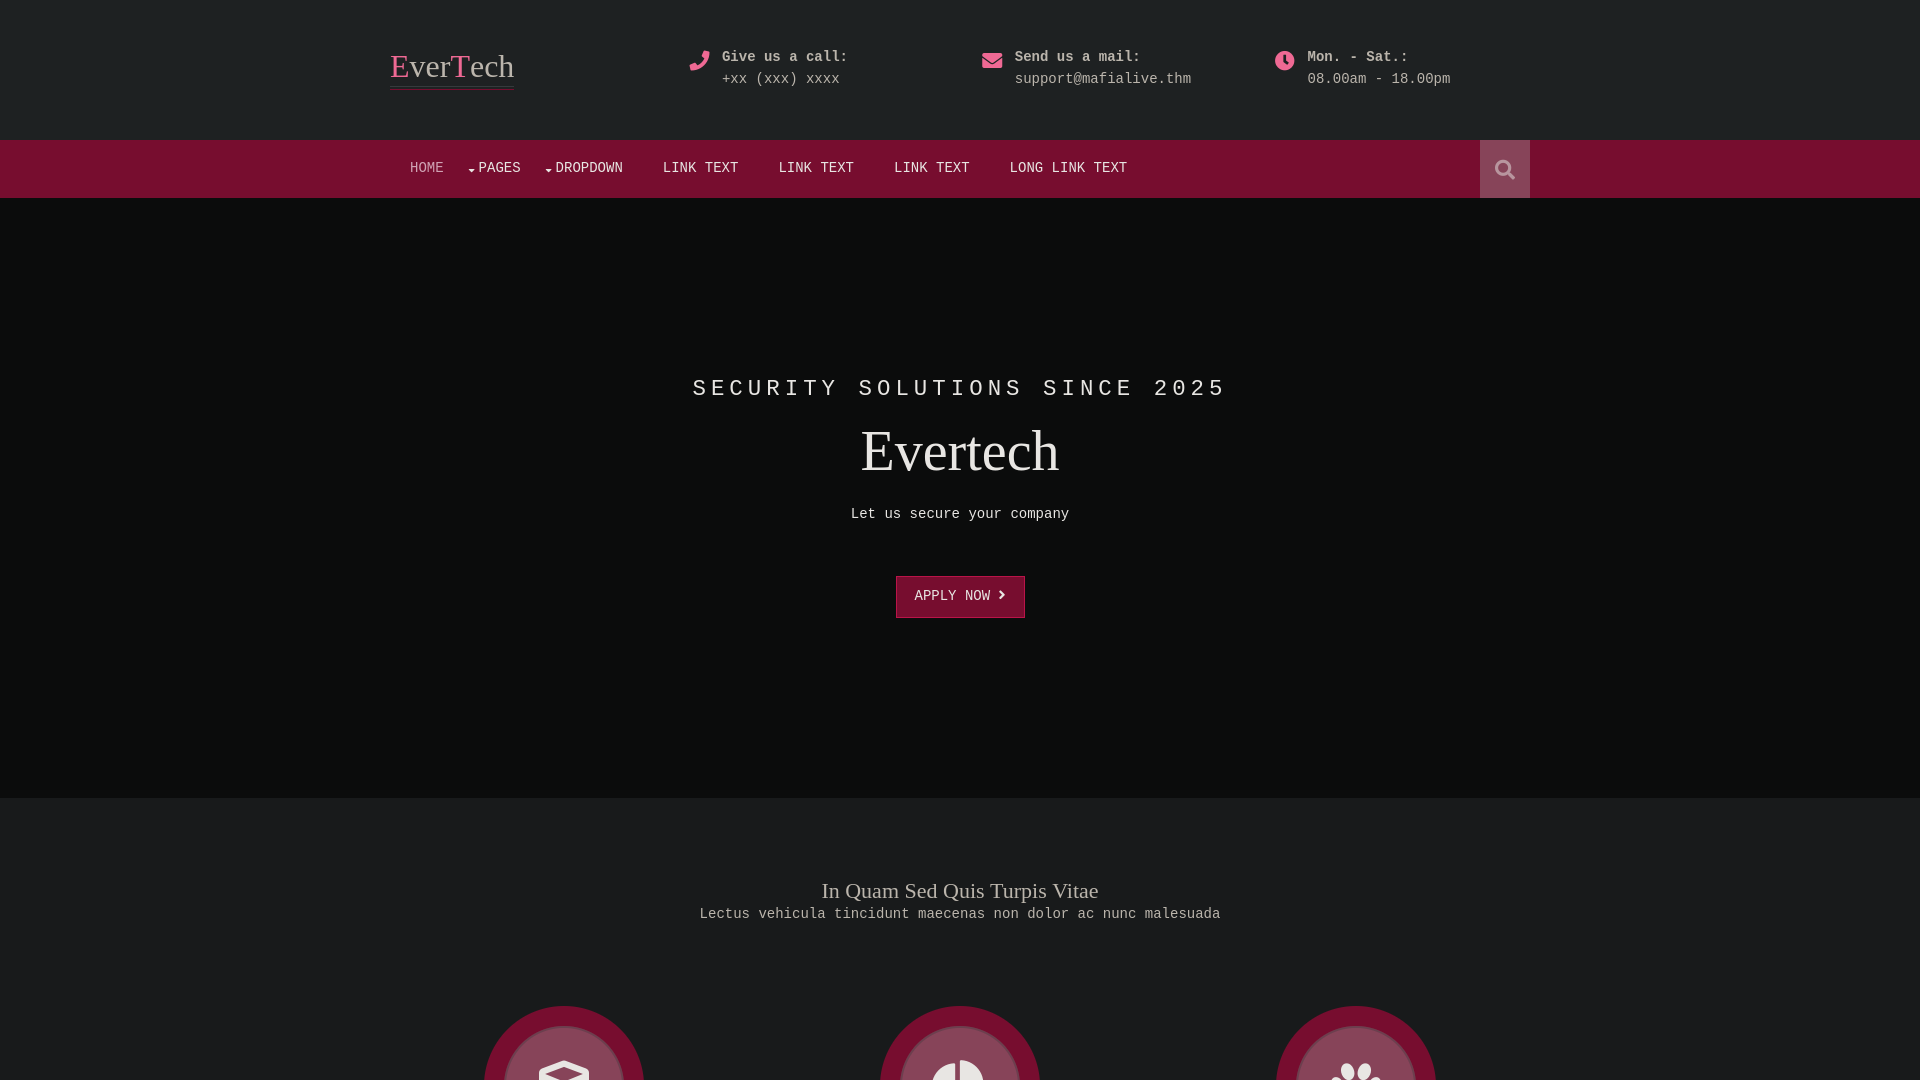 EverTech
Give us a call:
+xx (xxx) xxxx
Send us a mail:
support@mafialive.thm
Mon. - Sat.:
08.00am - 18.00pm
HOME
PAGES
DROPDOWN
LINK TEXT
LINK TEXT
LINK TEXT
LONG LINK TEXT
SECURITY SOLUTIONS SINCE 2025
Evertech
Let us secure your company
APPLY NOW
In Quam Sed Quis Turpis Vitae
Lectus vehicula tincidunt maecenas non dolor ac nunc malesuada